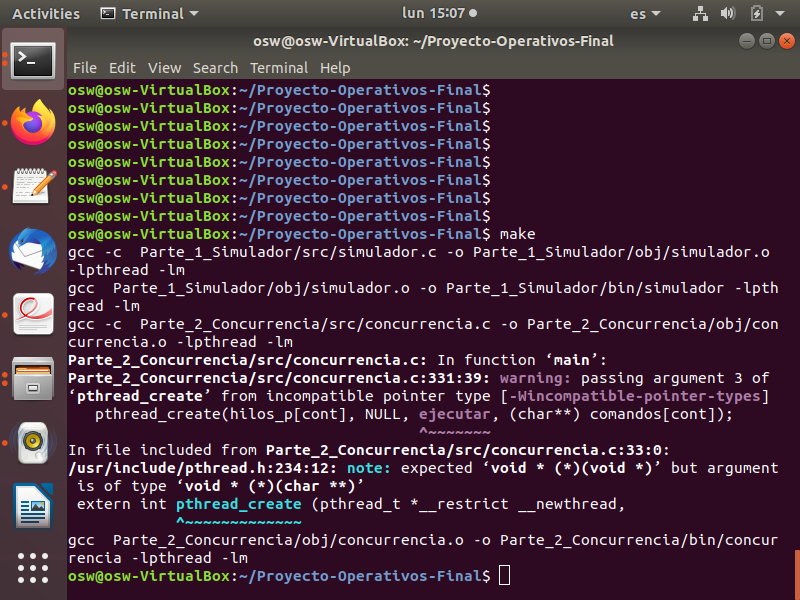 Activities Terminal lun 15:07 es
osw@osw-VirtualBox: ~/Proyecto-Operativos-Final
File Edit View Search Terminal Help
osw@osw-VirtualBox:~/Proyecto-Operativos-Final$
osw@osw-VirtualBox:~/Proyecto-Operativos-Final$
osw@osw-VirtualBox:~/Proyecto-Operativos-Final$
osw@osw-VirtualBox:~/Proyecto-Operativos-Final$
osw@osw-VirtualBox:~/Proyecto-Operativos-Final$
osw@osw-VirtualBox:~/Proyecto-Operativos-Final$
osw@osw-VirtualBox:~/Proyecto-Operativos-Final$
osw@osw-VirtualBox:~/Proyecto-Operativos-Final$
osw@osw-VirtualBox:~/Proyecto-Operativos-Final$ make
gcc -c  Parte_1_Simulador/src/simulador.c -o Parte_1_Simulador/obj/simulador.o
-lpthread -lm
gcc  Parte_1_Simulador/obj/simulador.o -o Parte_1_Simulador/bin/simulador -lpth
read -lm
gcc -c  Parte_2_Concurrencia/src/concurrencia.c -o Parte_2_Concurrencia/obj/con
currencia.o -lpthread -lm
Parte_2_Concurrencia/src/concurrencia.c: In function ‘main’:
Parte_2_Concurrencia/src/concurrencia.c:331:39: warning: passing argument 3 of
‘pthread_create’ from incompatible pointer type [-Wincompatible-pointer-types]
   pthread_create(hilos_p[cont], NULL, ejecutar, (char**) comandos[cont]);
                                       ^~~~~~~~
In file included from Parte_2_Concurrencia/src/concurrencia.c:33:0:
/usr/include/pthread.h:234:12: note: expected ‘void * (*)(void *)’ but argument
 is of type ‘void * (*)(char **)’
 extern int pthread_create (pthread_t *__restrict __newthread,
            ^~~~~~~~~~~~~~
gcc  Parte_2_Concurrencia/obj/concurrencia.o -o Parte_2_Concurrencia/bin/concur
rencia -lpthread -lm
osw@osw-VirtualBox:~/Proyecto-Operativos-Final$